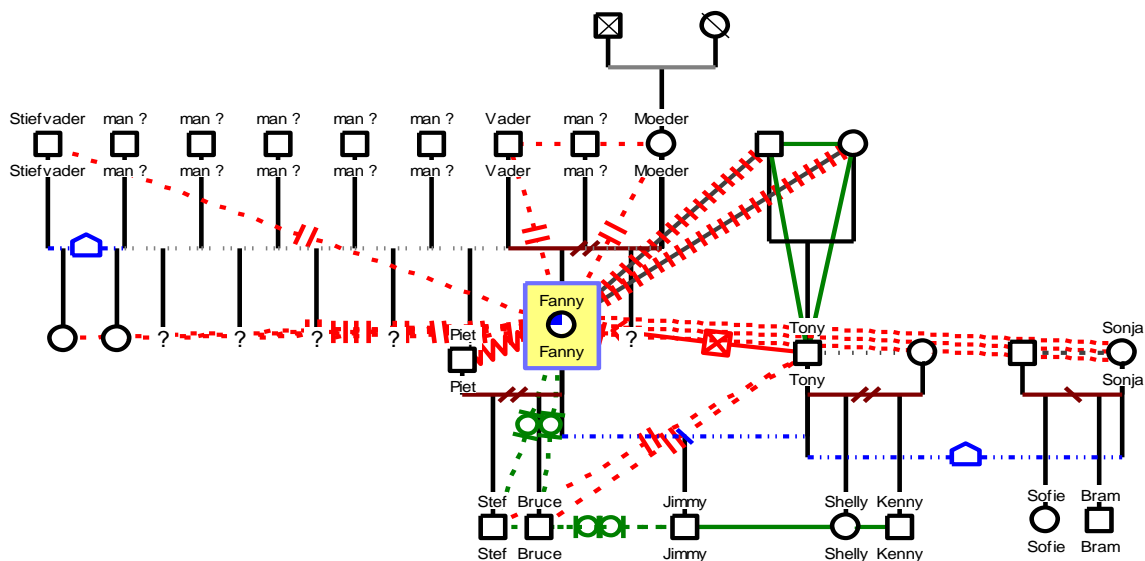 Stiefvader man ? man ? man ? man ? man ? Vader man ? Moeder
Stiefvader man ? man ? man ? man ? man ? Vader man ? Moeder
Fanny
Tony Sonja
Piet ? ? ? ? ?
Fanny
Piet Tony Sonja
Stef Bruce Jimmy Shelly Kenny Sofie Bram
Stef Bruce Jimmy Shelly Kenny Sofie Bram